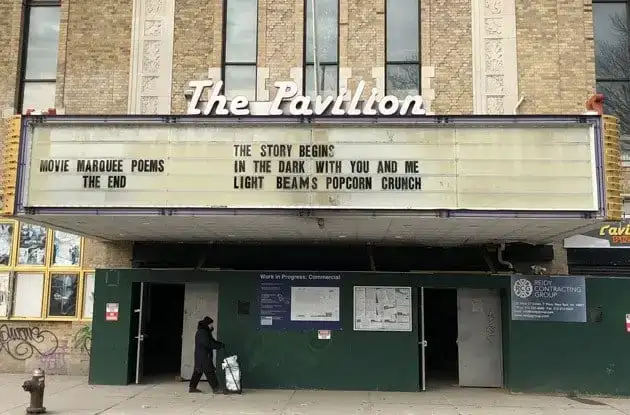 The Pavilion
MOVIE MARQUEE POEMS
THE END
THE STORY BEGINS
IN THE DARK WITH YOU AND ME
LIGHT BEAMS POPCORN CRUNCH
Pavili
Work in Progress: Commercial
REIDY
CONTRACTING
GROUP